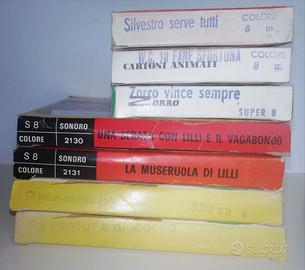 Silvestro serve tutti COLORE
8 m
W.C. 10 FANE SFORTUNA COLORE
CARTONI ANIMATI 8 m
Zorro vince sempre
ZORRO SUPER 8
S 8 SONORO
COLORE 2130
UNA SERATA CON LILLI E IL VAGABONDO
S 8 SONORO
COLORE 2131
LA MUSERUOLA DI LILLI
SUPER 8
Avventura di Zorro
subito